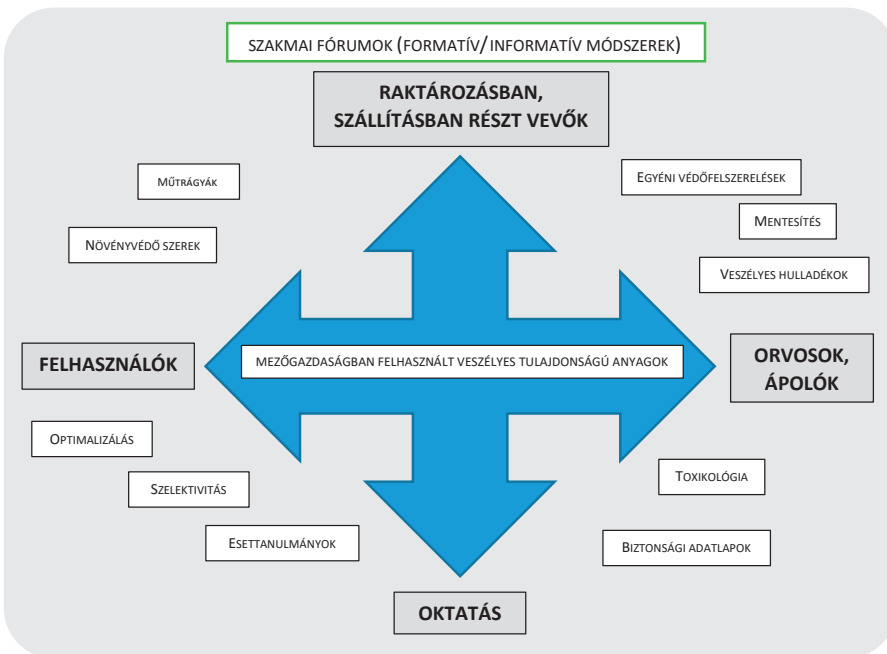 SZAKMAI FÓRUMOK (FORMATÍV/INFORMATÍV MÓDSZEREK)
RAKTÁROZÁSBAN,
SZÁLLÍTÁSBAN RÉSZT VEVŐK
MŰTRÁGYÁK
EGYÉNI VÉDŐFELSZERELÉSEK
MENTESÍTÉS
NÖVÉNYVÉDŐ SZEREK
VESZÉLYES HULLADÉKOK
FELHASZNÁLÓK
MEZŐGAZDASÁGBAN FELHASZNÁLT VESZÉLYES TULAJDONSÁGÚ ANYAGOK
ORVOSOK,
ÁPOLÓK
OPTIMALIZÁLÁS
SZELEKTIVITÁS
TOXIKOLÓGIA
ESETTANULMÁNYOK
BIZTONSÁGI ADATLAPOK
OKTATÁS